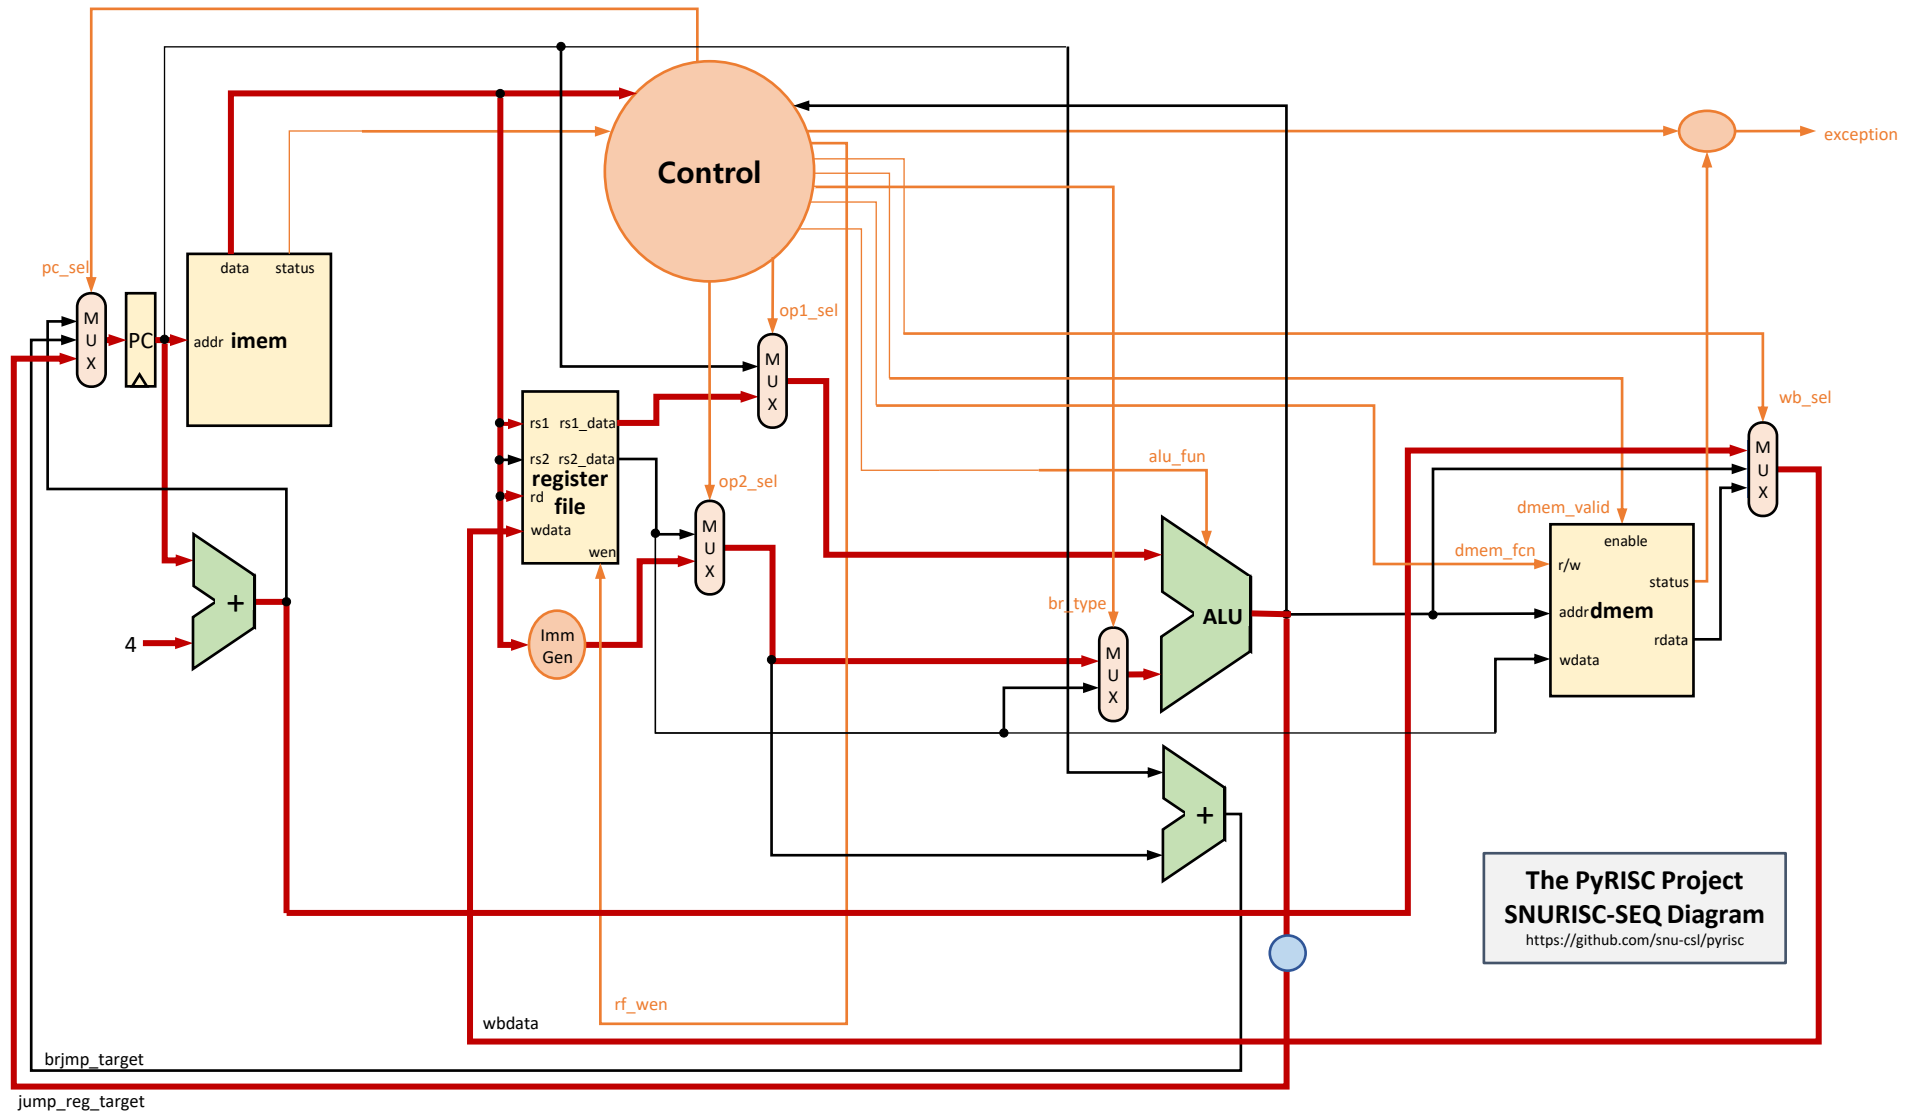 exception
Control
pc_sel
data
status
op1_sel
M
U
X
PC
addr
imem
M
U
X
wb_sel
rs1
rs1_data
rs2
rs2_data
register
file
rd
wdata
wen
op2_sel
M
U
X
alu_fun
M
U
X
dmem_valid
enable
dmem_fcn
r/w
status
addr
dmem
rdata
wdata
br_type
M
U
X
ALU
+
4
Imm
Gen
+
The PyRISC Project
SNURISC-SEQ Diagram
https://github.com/snu-csl/pyrisc
rf_wen
wbdata
brjmp_target
jump_reg_target